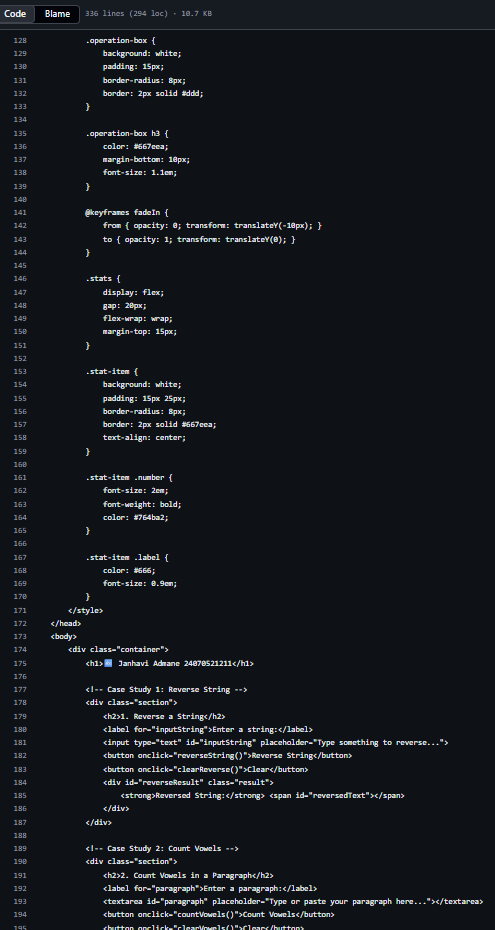 Code Blame 336 lines (294 loc) · 10.7 KB
128 .operation-box {
129 background: white;
130 padding: 15px;
131 border-radius: 8px;
132 border: 2px solid #ddd;
133 }
134
135 .operation-box h3 {
136 color: #667eea;
137 margin-bottom: 10px;
138 font-size: 1.1em;
139 }
140
141 @keyframes fadeIn {
142 from { opacity: 0; transform: translateY(-10px); }
143 to { opacity: 1; transform: translateY(0); }
144 }
145
146 .stats {
147 display: flex;
148 gap: 20px;
149 flex-wrap: wrap;
150 margin-top: 15px;
151 }
152
153 .stat-item {
154 background: white;
155 padding: 15px 25px;
156 border-radius: 8px;
157 border: 2px solid #667eea;
158 text-align: center;
159 }
160
161 .stat-item .number {
162 font-size: 2em;
163 font-weight: bold;
164 color: #764ba2;
165 }
166
167 .stat-item .label {
168 color: #666;
169 font-size: 0.9em;
170 }
171 </style>
172 </head>
173 <body>
174 <div class="container">
175 <h1> Janhavi Admane 24070521211</h1>
176
177 <!-- Case Study 1: Reverse String -->
178 <div class="section">
179 <h2>1. Reverse a String</h2>
180 <label for="inputString">Enter a string:</label>
181 <input type="text" id="inputString" placeholder="Type something to reverse...">
182 <button onclick="reverseString()">Reverse String</button>
183 <button onclick="clearReverse()">Clear</button>
184 <div id="reverseResult" class="result">
185 <strong>Reversed String:</strong> <span id="reversedText"></span>
186 </div>
187 </div>
188
189 <!-- Case Study 2: Count Vowels -->
190 <div class="section">
191 <h2>2. Count Vowels in a Paragraph</h2>
192 <label for="paragraph">Enter a paragraph:</label>
193 <textarea id="paragraph" placeholder="Type or paste your paragraph here..."></textarea>
194 <button onclick="countVowels()">Count Vowels</button>
195 <button onclick="clearVowels()">Clear</button>